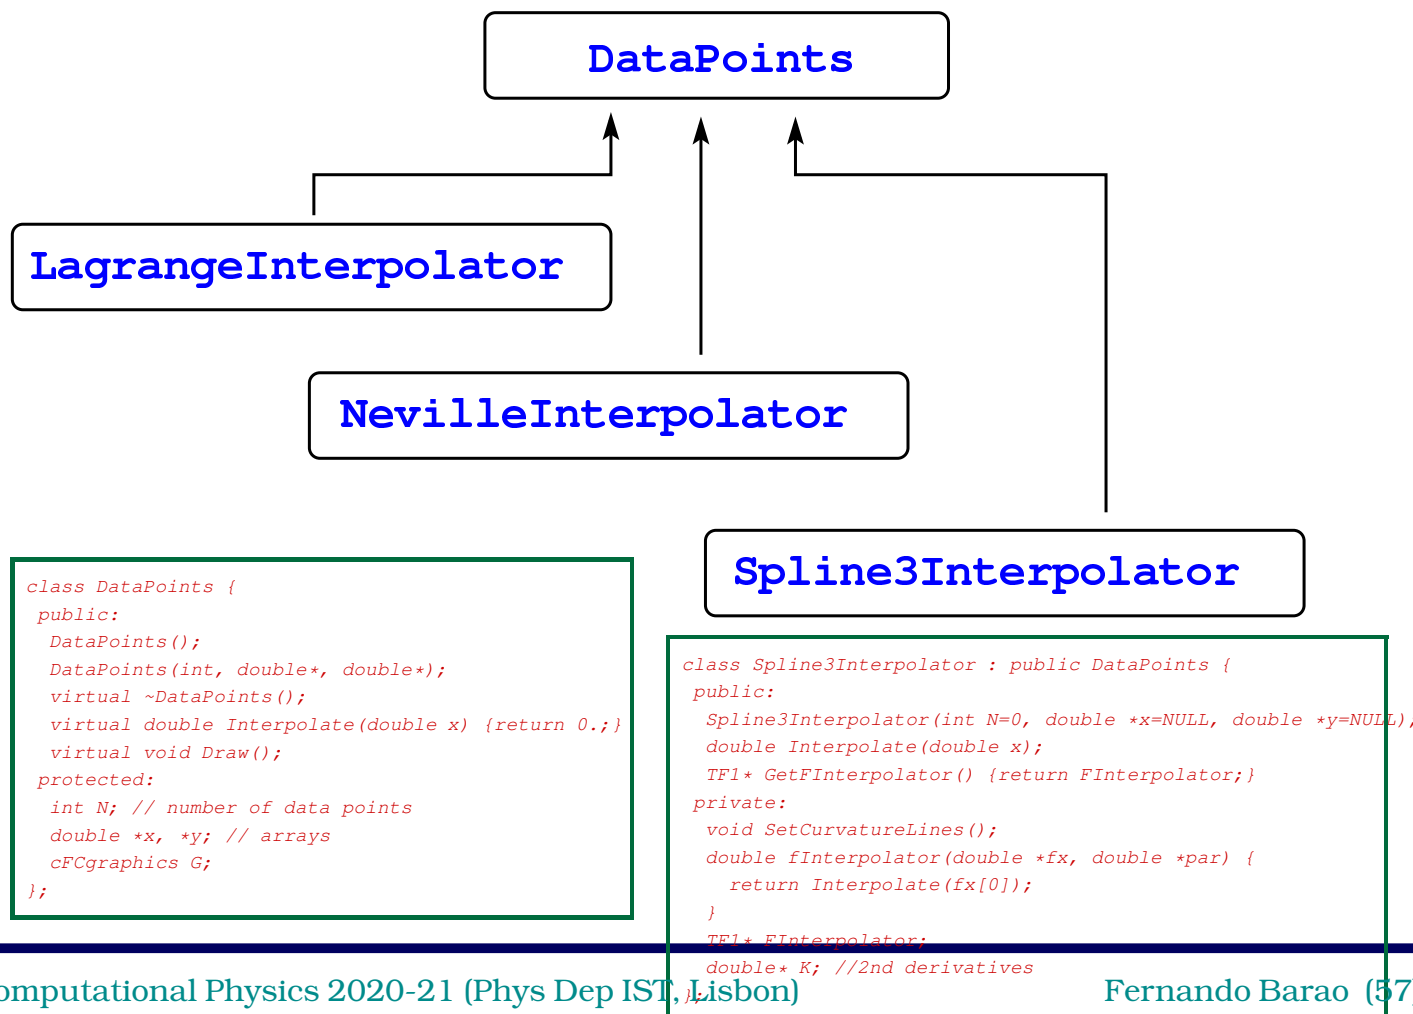 DataPoints
LagrangeInterpolator
NevilleInterpolator
Spline3Interpolator
class DataPoints {
public:
DataPoints();
DataPoints(int, double*, double*);
virtual ~DataPoints();
virtual double Interpolate(double x) {return 0.;}
virtual void Draw();
protected:
int N; // number of data points
double *x, *y; // arrays
cFCgraphics G;
};
class Spline3Interpolator : public DataPoints {
public:
Spline3Interpolator(int N=0, double *x=NULL, double *y=NULL);
double Interpolate(double x);
TF1* GetFInterpolator() {return FInterpolator;}
private:
void SetCurvatureLines();
double fInterpolator(double *fx, double *par) {
return Interpolate(fx[0]);
}
TF1* FInterpolator;
double* K; //2nd derivatives
};
omputational Physics 2020-21 (Phys Dep IST, Lisbon)
Fernando Barao (57)